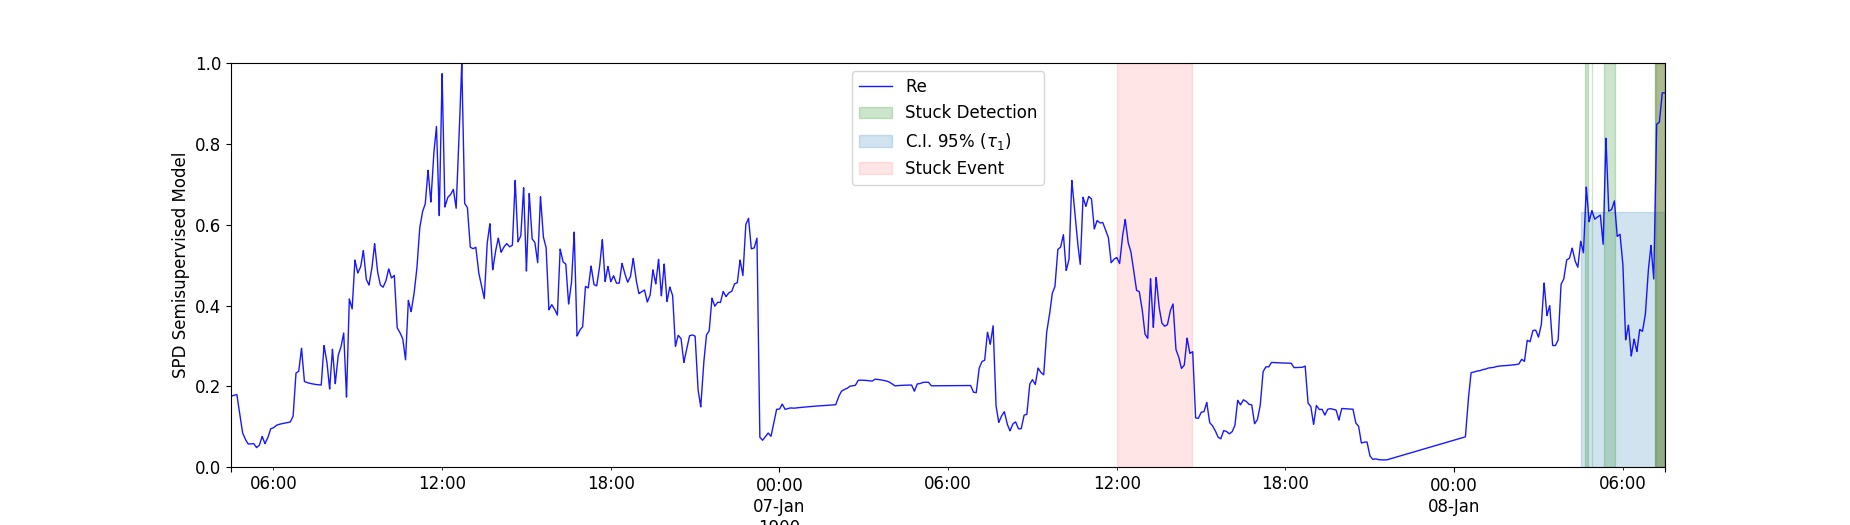 1.0
0.8
0.6
0.4
0.2
0.0
SPD Semisupervised Model
Re
Stuck Detection
C.I. 95% (τ₁)
Stuck Event
06:00
12:00
18:00
00:00
07-Jan
1900
06:00
12:00
18:00
00:00
08-Jan
06:00